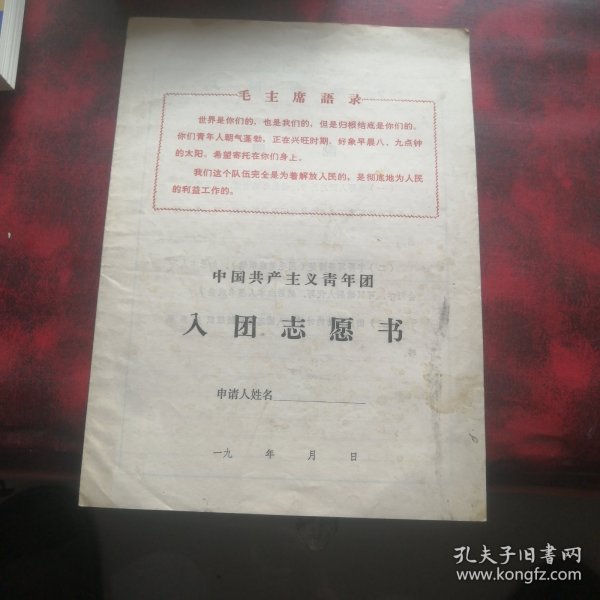 毛主席語录
世界是你们的，也是我们的，但是归根结底是你们的。
你们青年人朝气蓬勃，正在兴旺时期，好象早晨八、九点钟
的太阳。希望寄托在你们身上。
我们这个队伍完全是为着解放人民的，是彻底地为人民
的利益工作的。
中国共产主义青年团
入团志愿书
申请人姓名
一九 年 月 日
孔夫子旧书网
www.kongfz.com